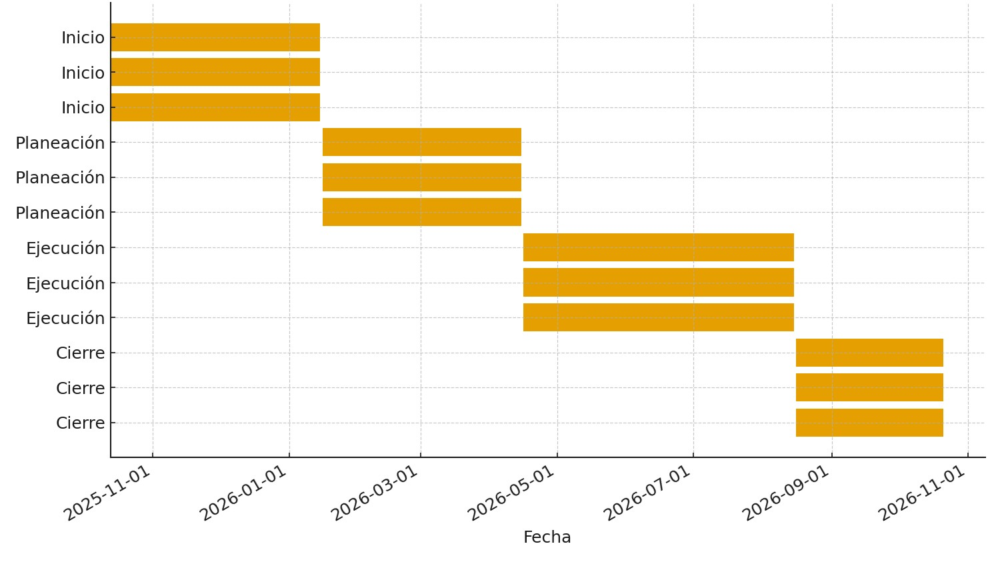 Inicio
Inicio
Inicio
Planeación
Planeación
Planeación
Ejecución
Ejecución
Ejecución
Cierre
Cierre
Cierre
2025-11-01
2026-01-01
2026-03-01
2026-05-01
2026-07-01
2026-09-01
2026-11-01
Fecha